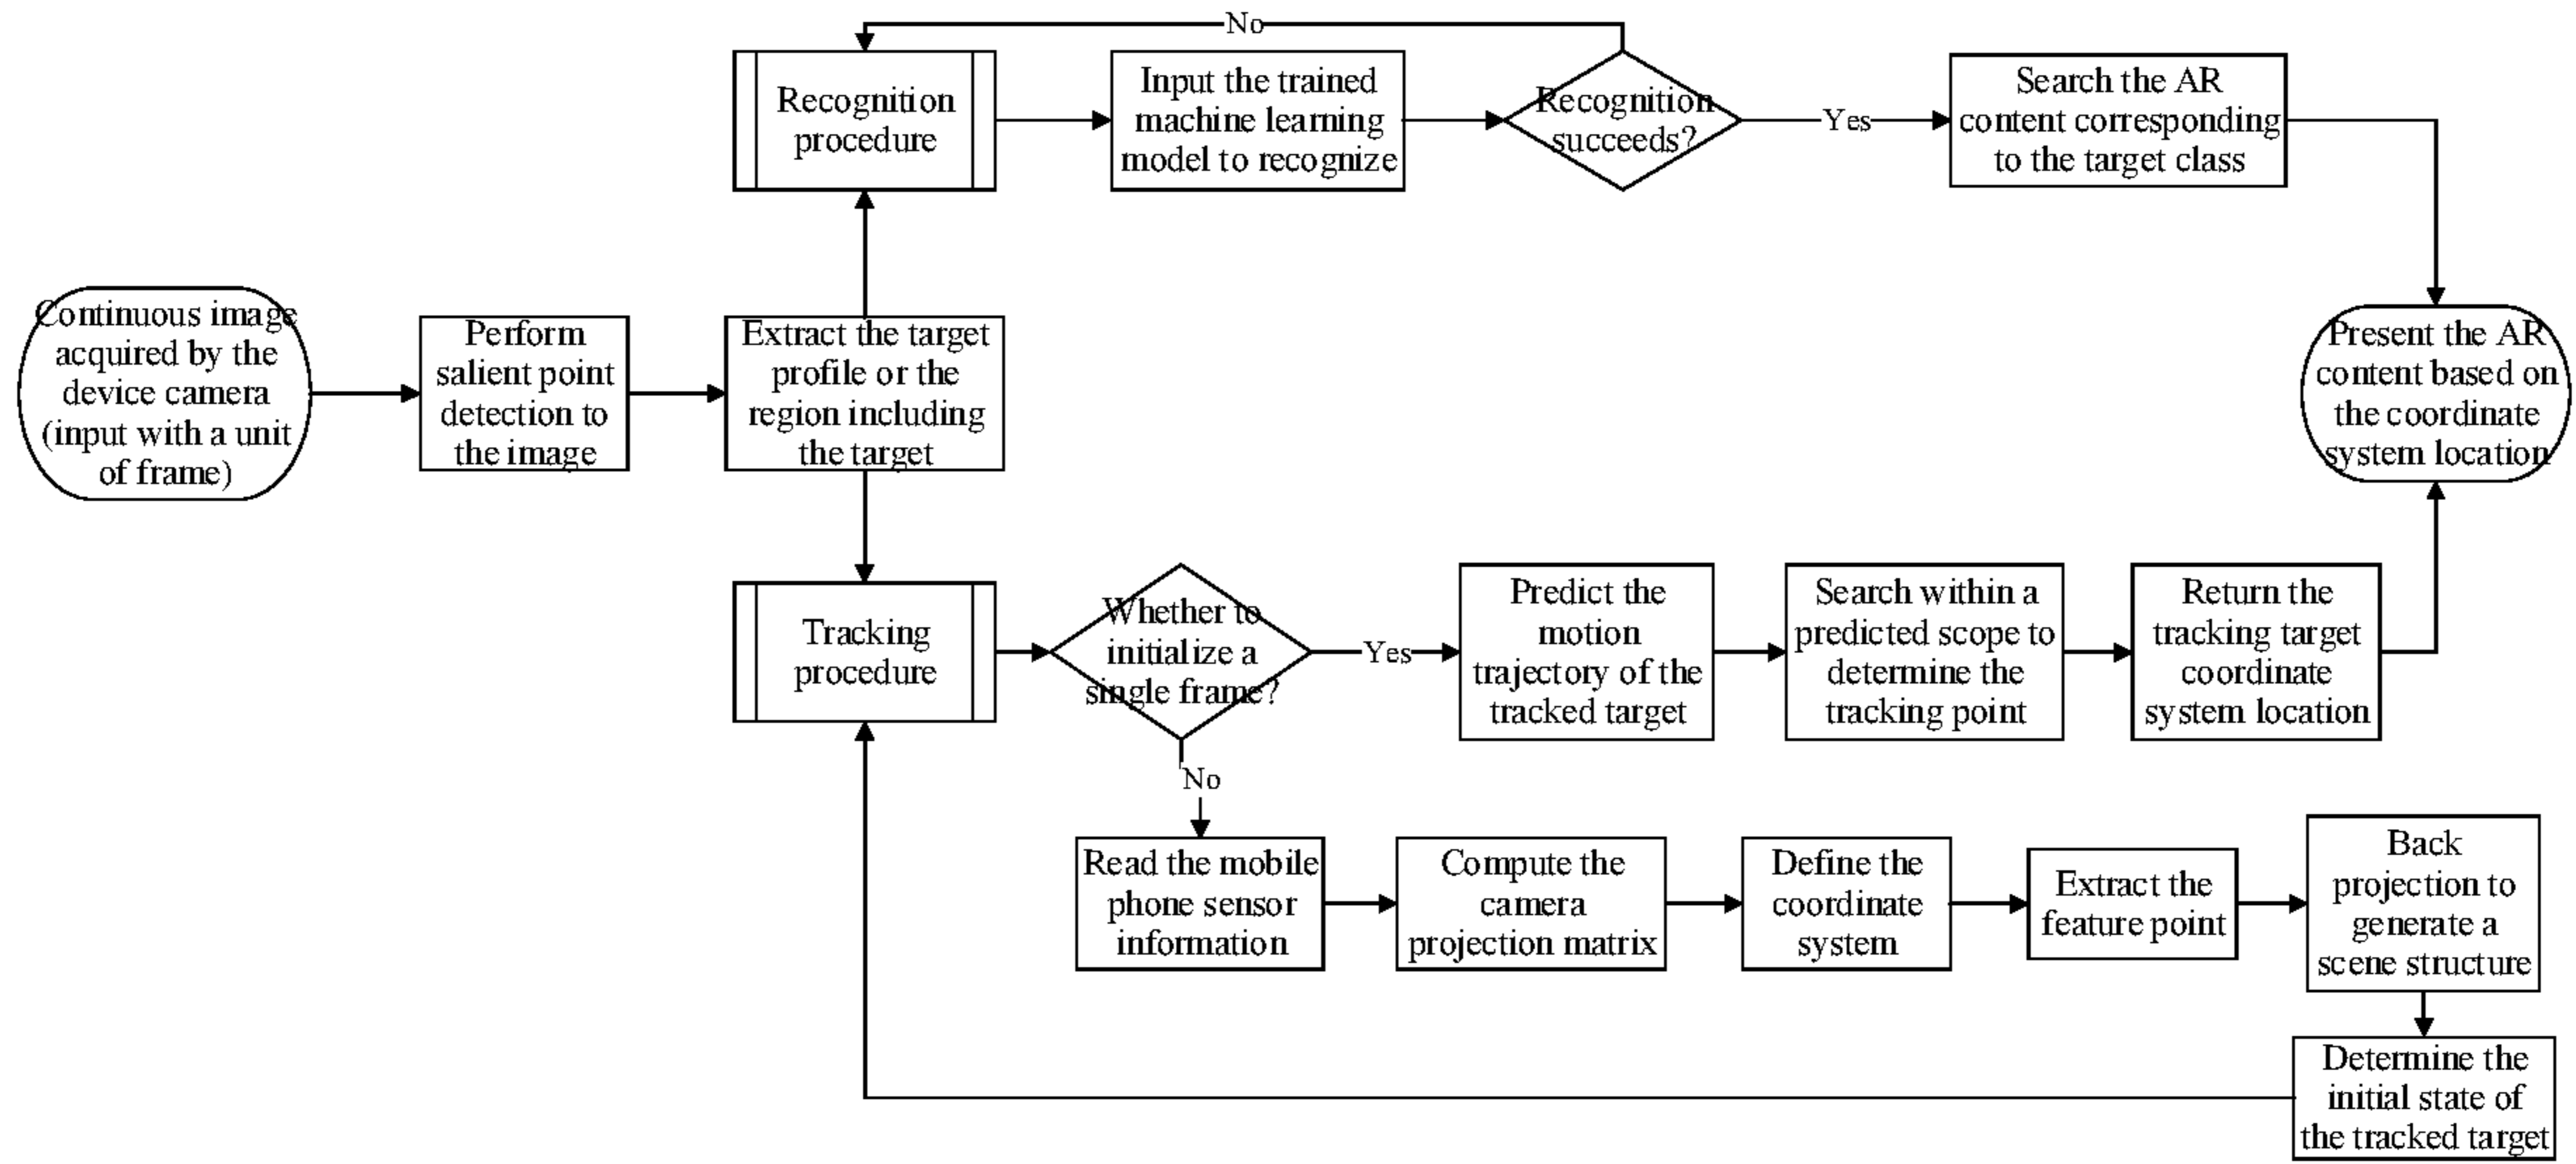 No
Recognition
procedure
Input the trained
machine learning
model to recognize
Recognition
succeeds?
Yes
Search the AR
content corresponding
to the target class
Continuous image
acquired by the
device camera
(input with a unit
of frame)
Perform
salient point
detection to
the image
Extract the target
profile or the
region including
the target
Present the AR
content based on
the coordinate
system location
Tracking
procedure
Whether to
initialize a
single frame?
Yes
Predict the
motion
trajectory of the
tracked target
Search within a
predicted scope to
determine the
tracking point
Return the
tracking target
coordinate
system location
No
Read the mobile
phone sensor
information
Compute the
camera
projection matrix
Define the
coordinate
system
Extract the
feature point
Back
projection to
generate a
scene structure
Determine the
initial state of
the tracked target